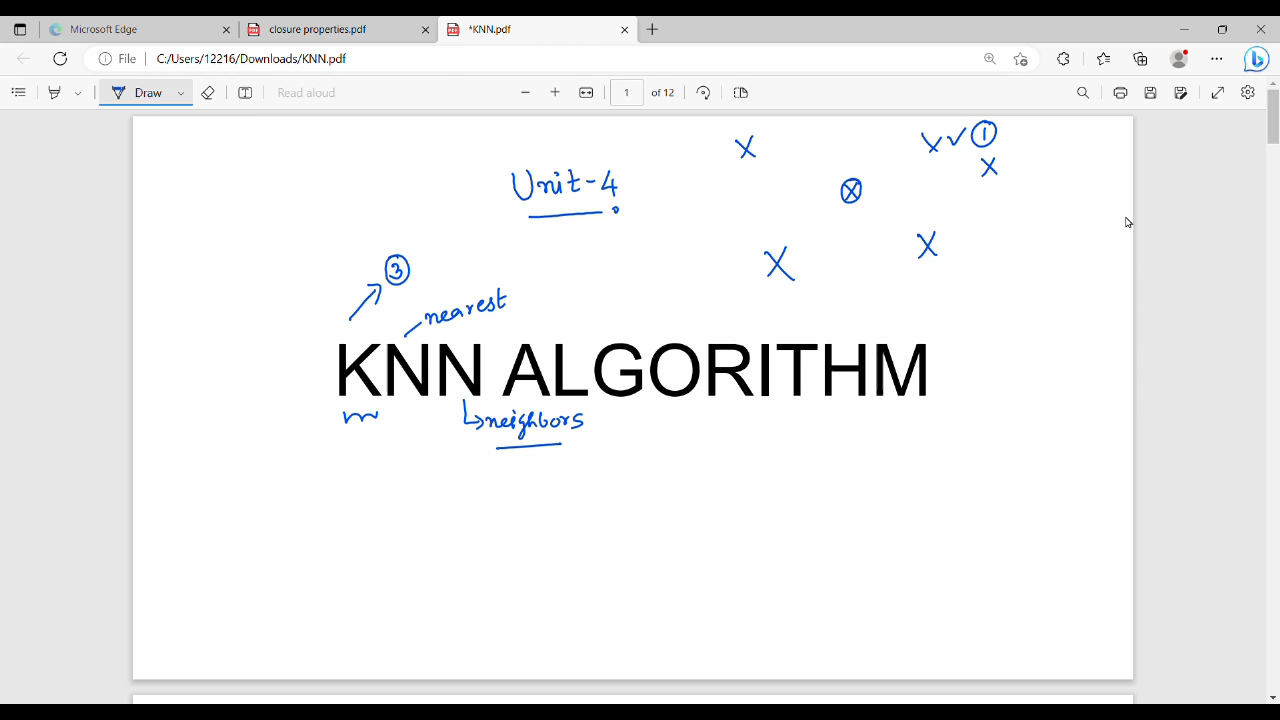 Microsoft Edge
closure properties.pdf
*KNN.pdf
File
C:/Users/12216/Downloads/KNN.pdf
Draw
Read aloud
1
of 12
X
X ✓ ①
X
Unit-4
⊗
X
X
③
nearest
KNN ALGORITHM
neighbors